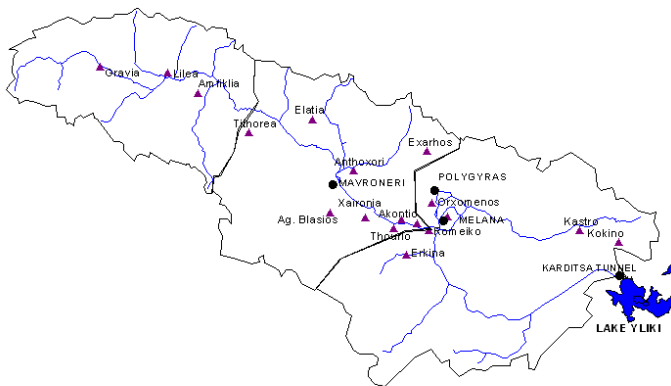 Gravia
Lilea
Amfiklia
Tithorea
Elatia
Exarhos
Anthoxori
MAVRONERI
POLYGYRAS
Orxomenos
Xaironia
Akontio
MELANA
Ag. Blasios
Thourio
Romeiko
Kastro
Kokino
Erkina
KARDITSA TUNNEL
LAKE YLIKI